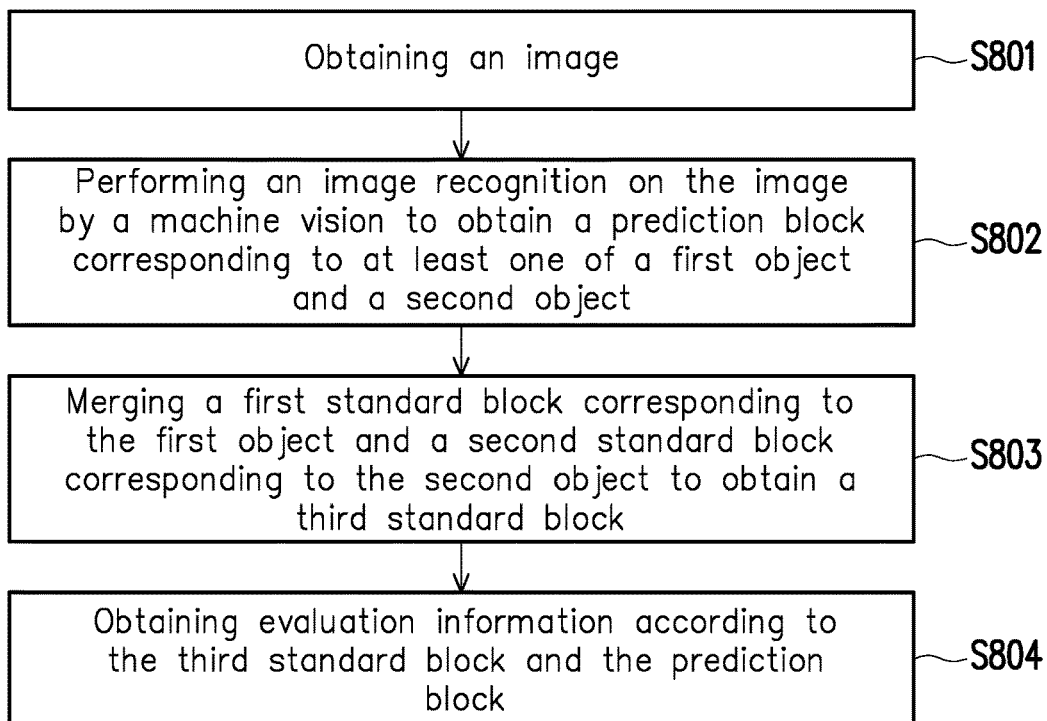 Obtaining an image
S801
Performing an image recognition on the image
by a machine vision to obtain a prediction block
corresponding to at least one of a first object
and a second object
S802
Merging a first standard block corresponding to
the first object and a second standard block
corresponding to the second object to obtain a
third standard block
S803
Obtaining evaluation information according to
the third standard block and the prediction
block
S804